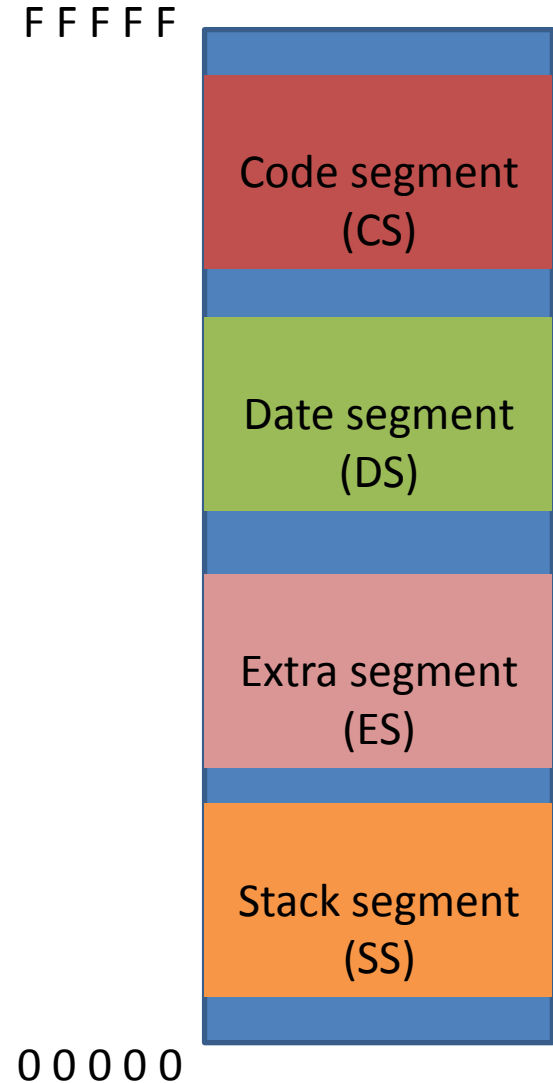 F F F F F
Code segment
(CS)
Date segment
(DS)
Extra segment
(ES)
Stack segment
(SS)
0 0 0 0 0